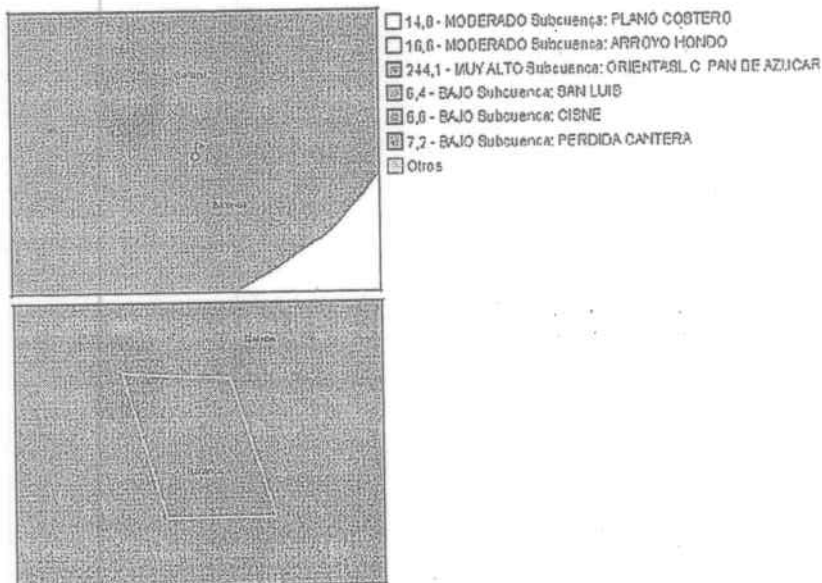 14,8 - MODERADO Subcuenca: PLANO COSTERO
16,6 - MODERADO Subcuenca: ARROYO HONDO
244,1 - MUY ALTO Subcuenca: ORIENTASL C PAN DE AZUCAR
6,4 - BAJO Subcuenca: SAN LUIS
6,6 - BAJO Subcuenca: CISNE
7,2 - BAJO Subcuenca: PERDIDA CANTERA
Otros